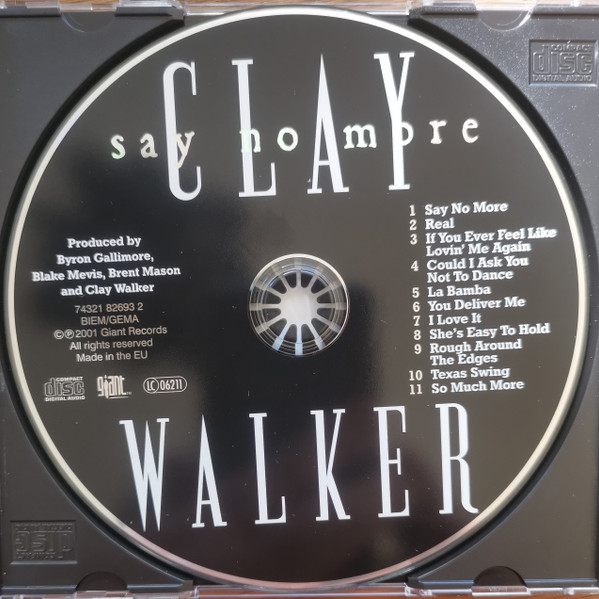 CLAY
say no more
Produced by
Byron Gallimore,
Blake Mevis, Brent Mason
and Clay Walker
74321 82693 2
BIEM/GEMA
©℗2001 Giant Records
All rights reserved
Made in the EU
COMPACT
disc
DIGITAL AUDIO
giant
LC 06211
1 Say No More
2 Real
3 If You Ever Feel Like
Lovin' Me Again
4 Could I Ask You
Not To Dance
5 La Bamba
6 You Deliver Me
7 I Love It
8 She's Easy To Hold
9 Rough Around
The Edges
10 Texas Swing
11 So Much More
WALKER
COMPACT
disc
DIGITAL AUDIO
COMPACT
disc
DIGITAL AUDIO